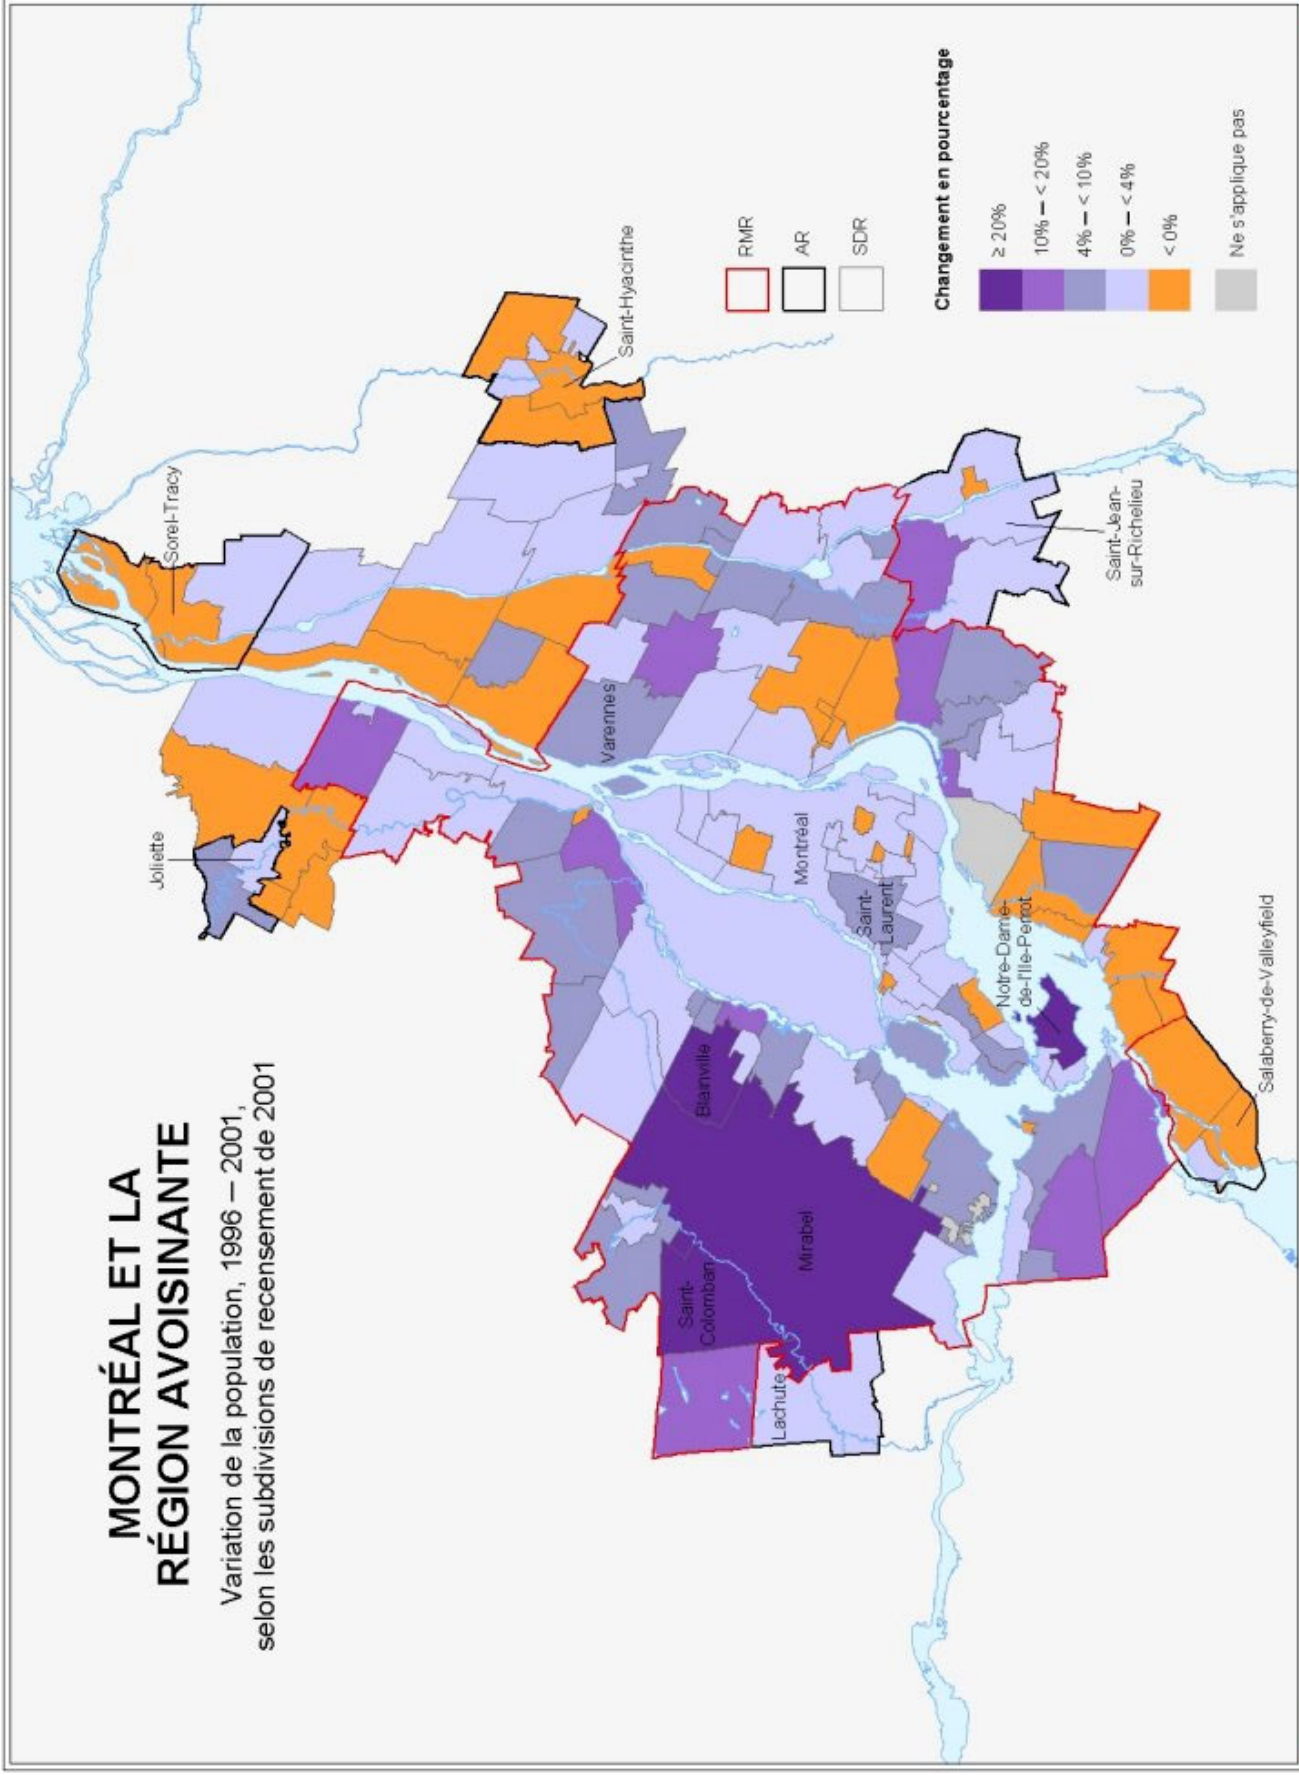 MONTRÉAL ET LA
RÉGION AVOISINANTE
Variation de la population, 1996 – 2001,
selon les subdivisions de recensement de 2001
Joliette
Sorel-Tracy
Saint-Hyacinthe
Varennes
Blainville
Saint-
Colomban
Lachute
Mirabel
Montréal
Saint-
Laurent
Notre-Dame-
de-l'Ile-Perrot
Saint-Jean-
sur-Richelieu
Salaberry-de-Valleyfield
RMR
AR
SDR
Changement en pourcentage
≥ 20%
10% – < 20%
4% – < 10%
0% – < 4%
< 0%
Ne s'applique pas